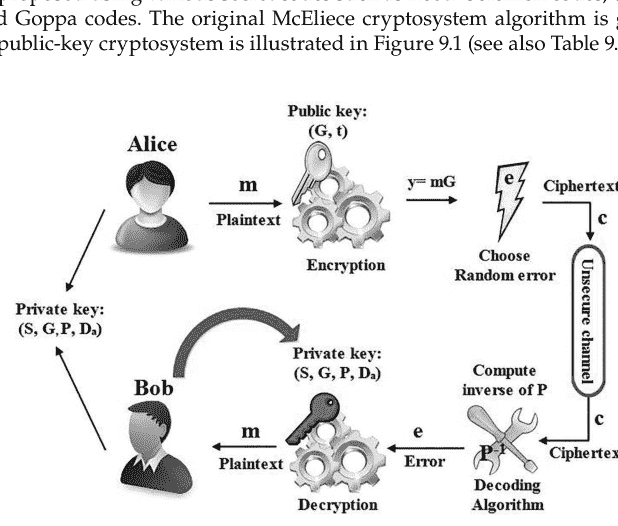 d Goppa codes. The original McEliece cryptosystem algorithm is g
public-key cryptosystem is illustrated in Figure 9.1 (see also Table 9.
Public key:
(G, t)
Alice
m
Plaintext
Encryption
y= mG
e
Choose
Random error
Ciphertext
c
Unsecure channel
Private key:
(S, G, P, Da)
Bob
Private key:
(S, G, P, Da)
m
Plaintext
Decryption
e
Error
Compute
inverse of P
P-1
Decoding
Algorithm
c
Ciphertext